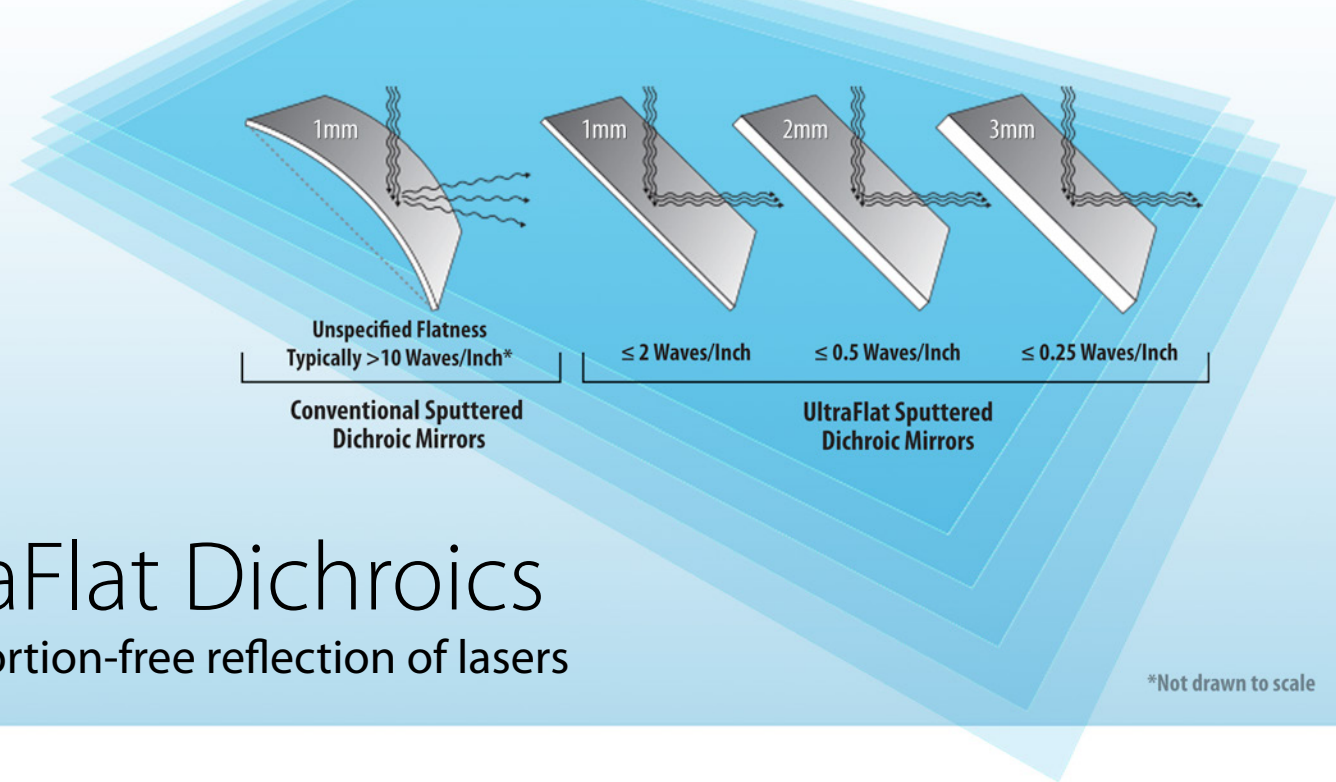 1mm
1mm
2mm
3mm
Unspecified Flatness
Typically >10 Waves/Inch*
≤ 2 Waves/Inch
≤ 0.5 Waves/Inch
≤ 0.25 Waves/Inch
Conventional Sputtered
Dichroic Mirrors
UltraFlat Sputtered
Dichroic Mirrors
aFlat Dichroics
ortion-free reflection of lasers
*Not drawn to scale